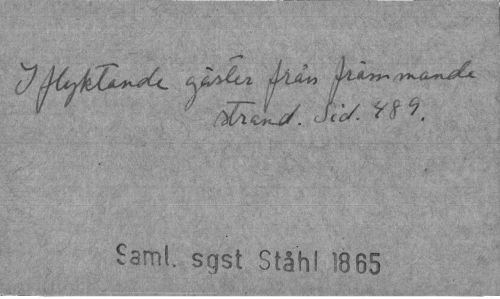 I flyktande gäster från främmande
strand. Sid. 489.
Saml. sgst Ståhl 1865